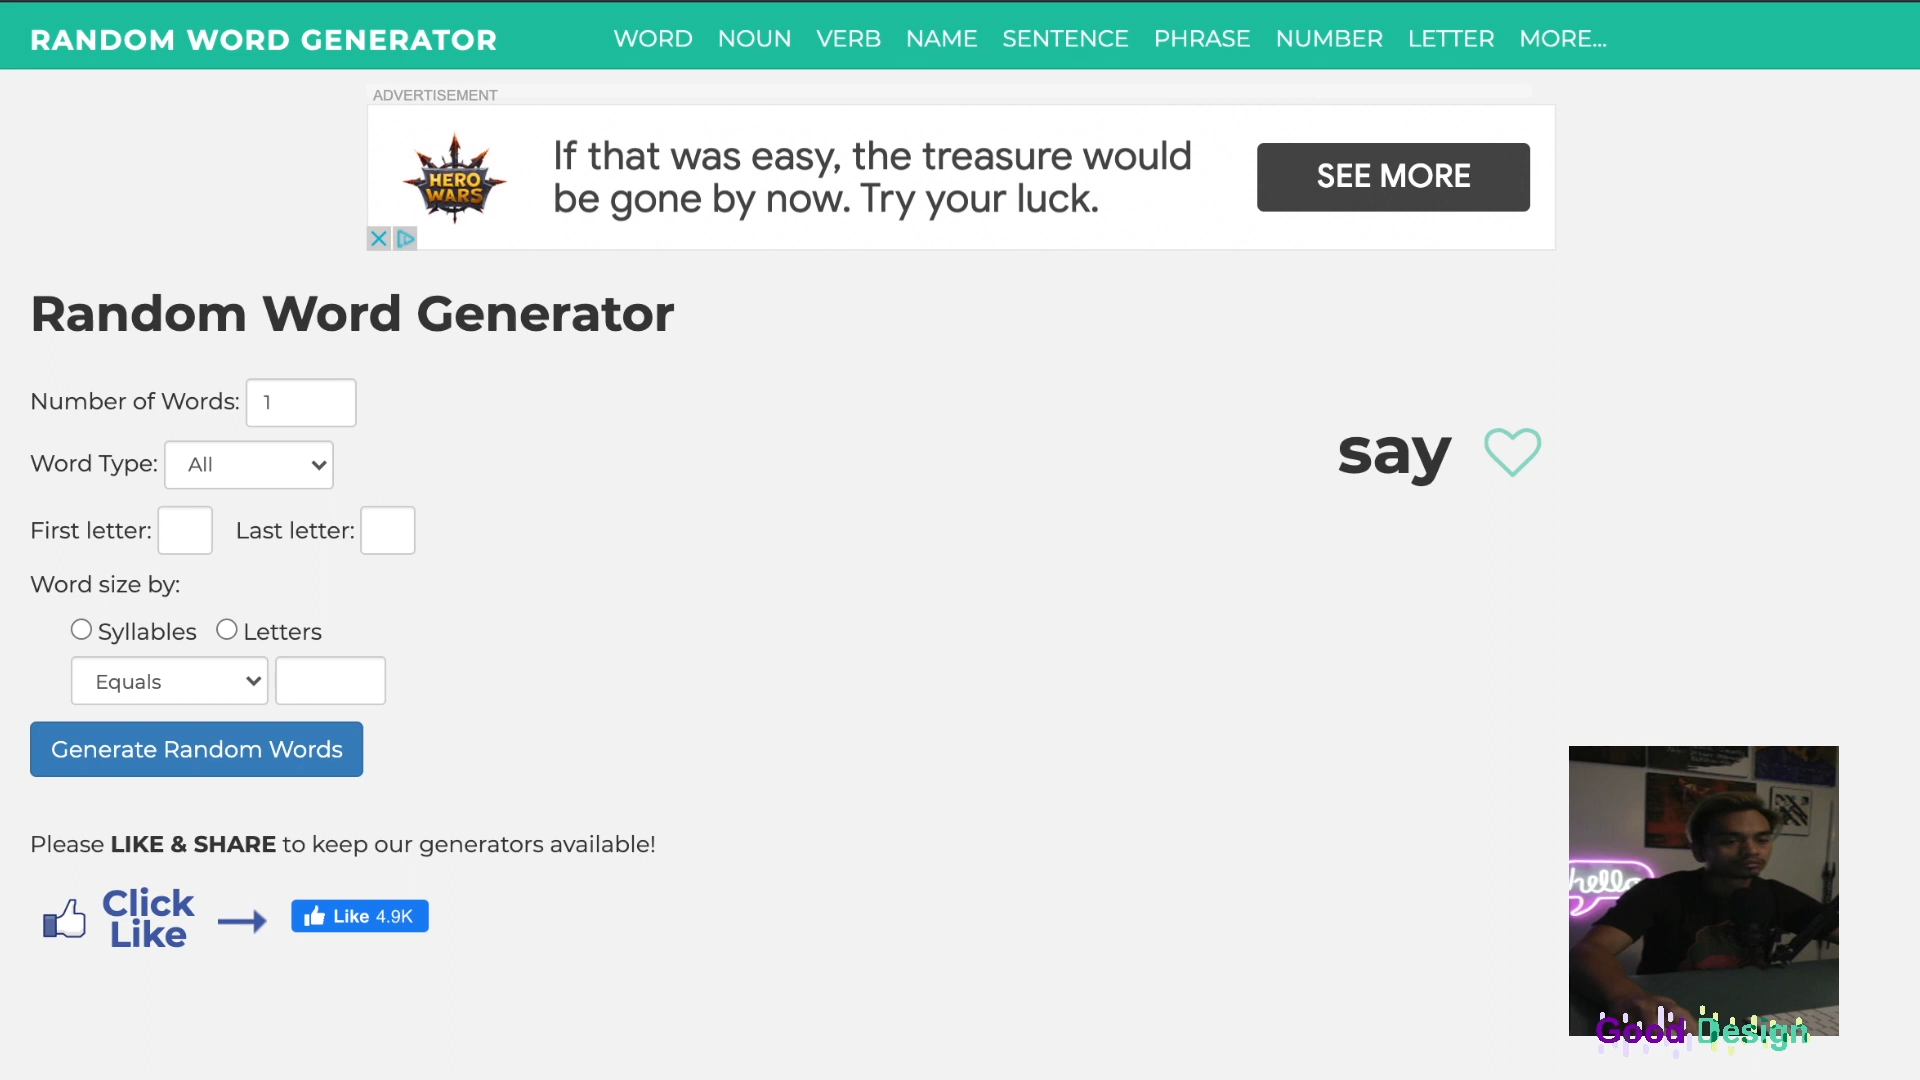 RANDOM WORD GENERATOR WORD NOUN VERB NAME SENTENCE PHRASE NUMBER LETTER MORE...
ADVERTISEMENT
HERO
WARS
If that was easy, the treasure would
be gone by now. Try your luck.
SEE MORE
Random Word Generator
Number of Words: 1
say
Word Type: All
First letter: Last letter:
Word size by:
Syllables Letters
Equals
Generate Random Words
Please LIKE & SHARE to keep our generators available!
Click
Like
Like 4.9K
hello
Good Design